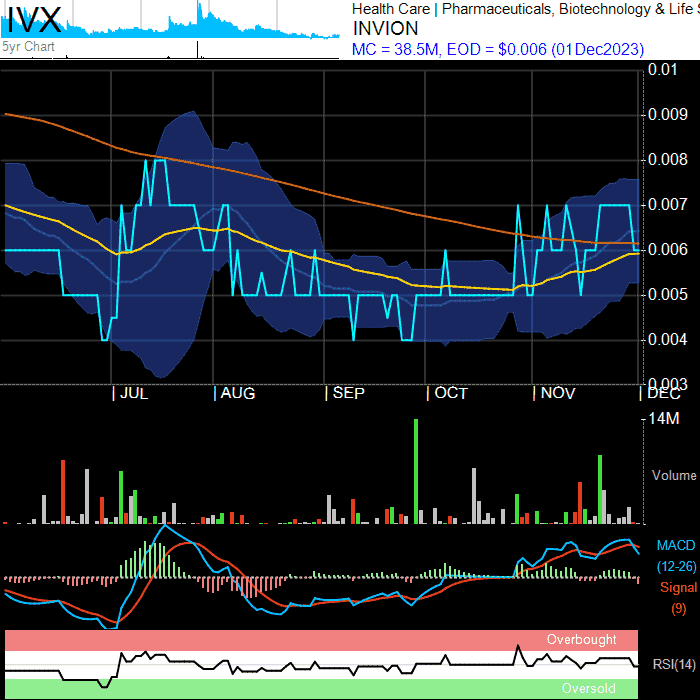 IVX
5yr Chart
Health Care | Pharmaceuticals, Biotechnology & Life S
INVION
MC = 38.5M, EOD = $0.006 (01Dec2023)
0.01
0.009
0.008
0.007
0.006
0.005
0.004
0.003
JUL AUG SEP OCT NOV DEC
14M
Volume
MACD
(12-26)
Signal
(9)
Overbought
RSI(14)
Oversold